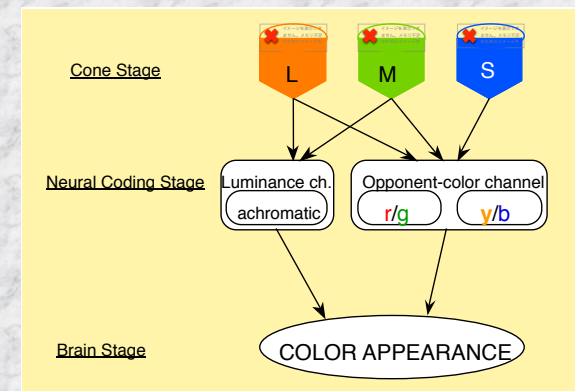 Cone Stage
L
M
S
Neural Coding Stage
Luminance ch.
achromatic
Opponent-color channel
r/g
y/b
Brain Stage
COLOR APPEARANCE